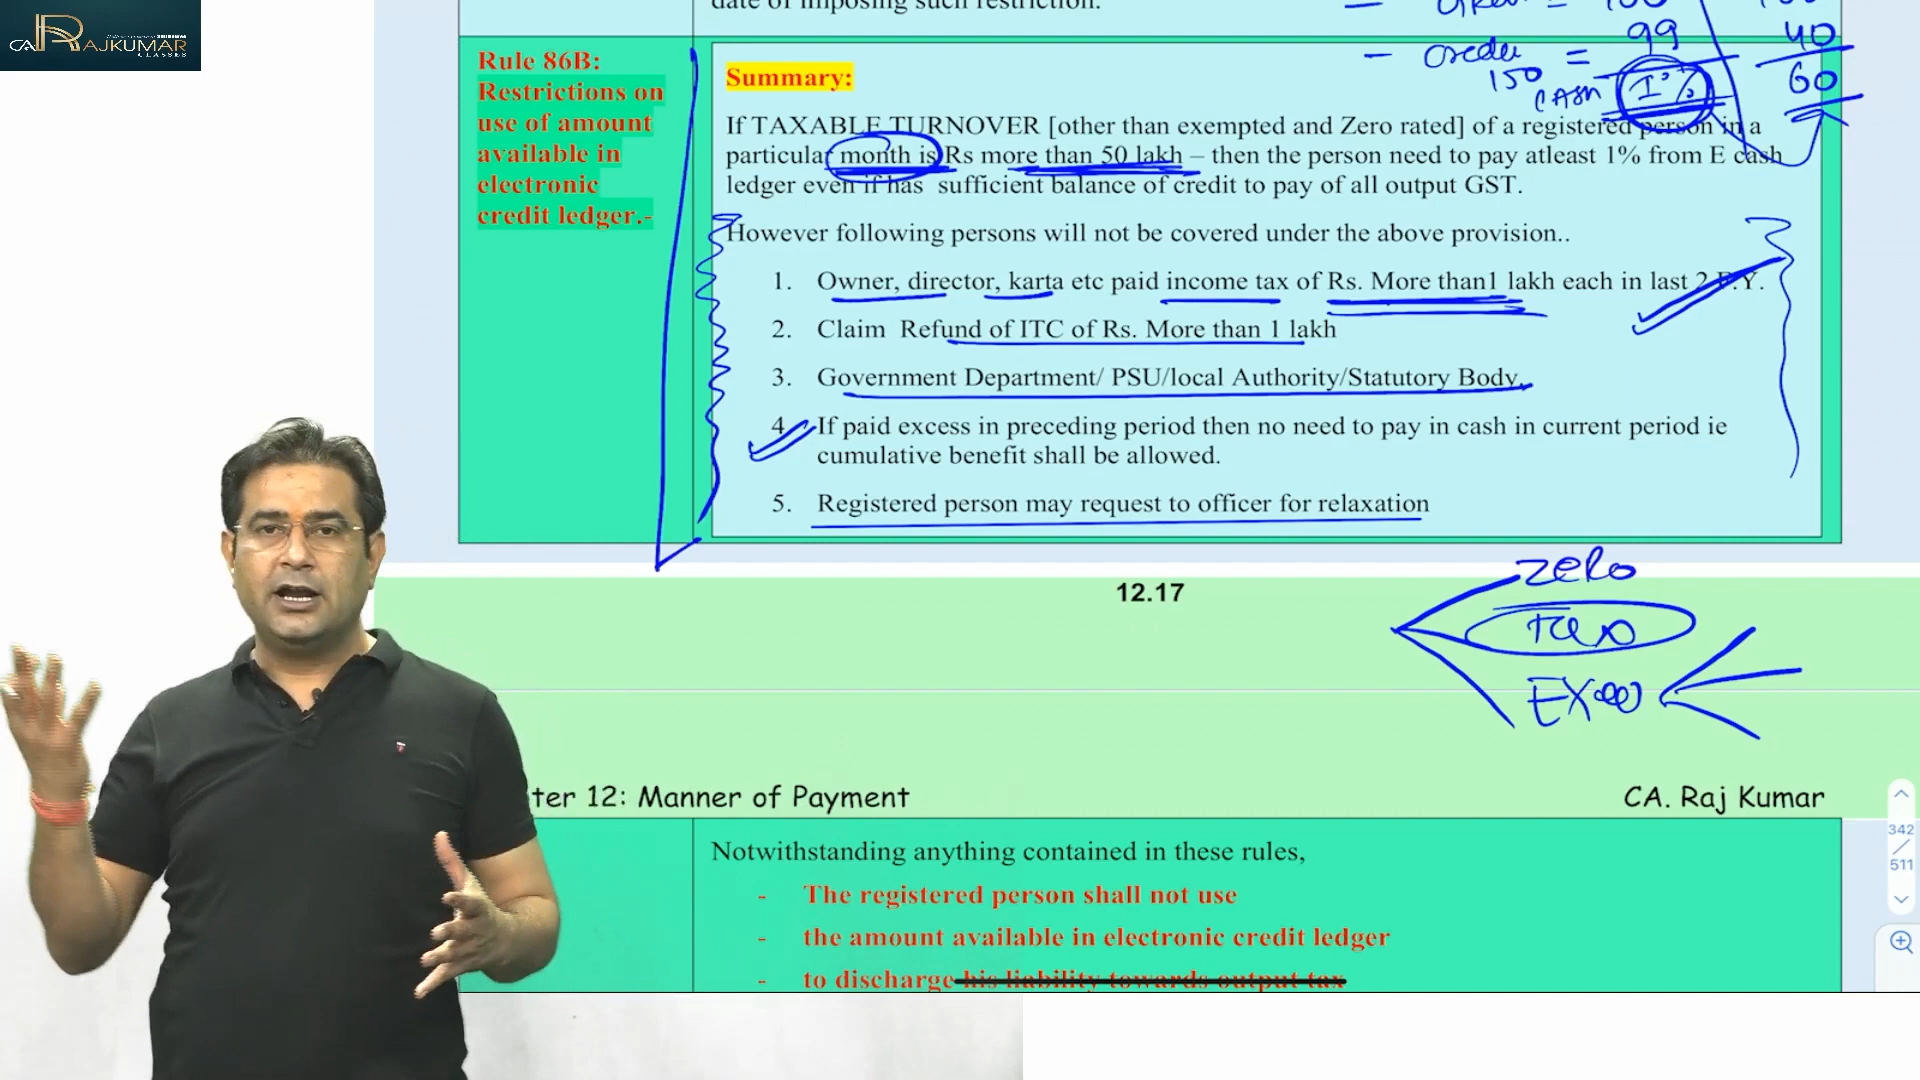 CA RAJKUMAR
CLASSES
date of imposing such restriction.
99
40
= 
150
CASH
1%
60
Rule 86B:
Restrictions on
use of amount
available in
electronic
credit ledger.-
Summary:
If TAXABLE TURNOVER [other than exempted and Zero rated] of a registered person in a
particular month is Rs more than 50 lakh – then the person need to pay atleast 1% from E cash
ledger even if has sufficient balance of credit to pay of all output GST.
However following persons will not be covered under the above provision..
1. Owner, director, karta etc paid income tax of Rs. More than1 lakh each in last 2 P.Y.
2. Claim Refund of ITC of Rs. More than 1 lakh
3. Government Department/ PSU/local Authority/Statutory Body.
4. If paid excess in preceding period then no need to pay in cash in current period ie
cumulative benefit shall be allowed.
5. Registered person may request to officer for relaxation
zero
12.17
ter 12: Manner of Payment
CA. Raj Kumar
342
/
511
Notwithstanding anything contained in these rules,
- The registered person shall not use
- the amount available in electronic credit ledger
- to discharge his liability towards output tax